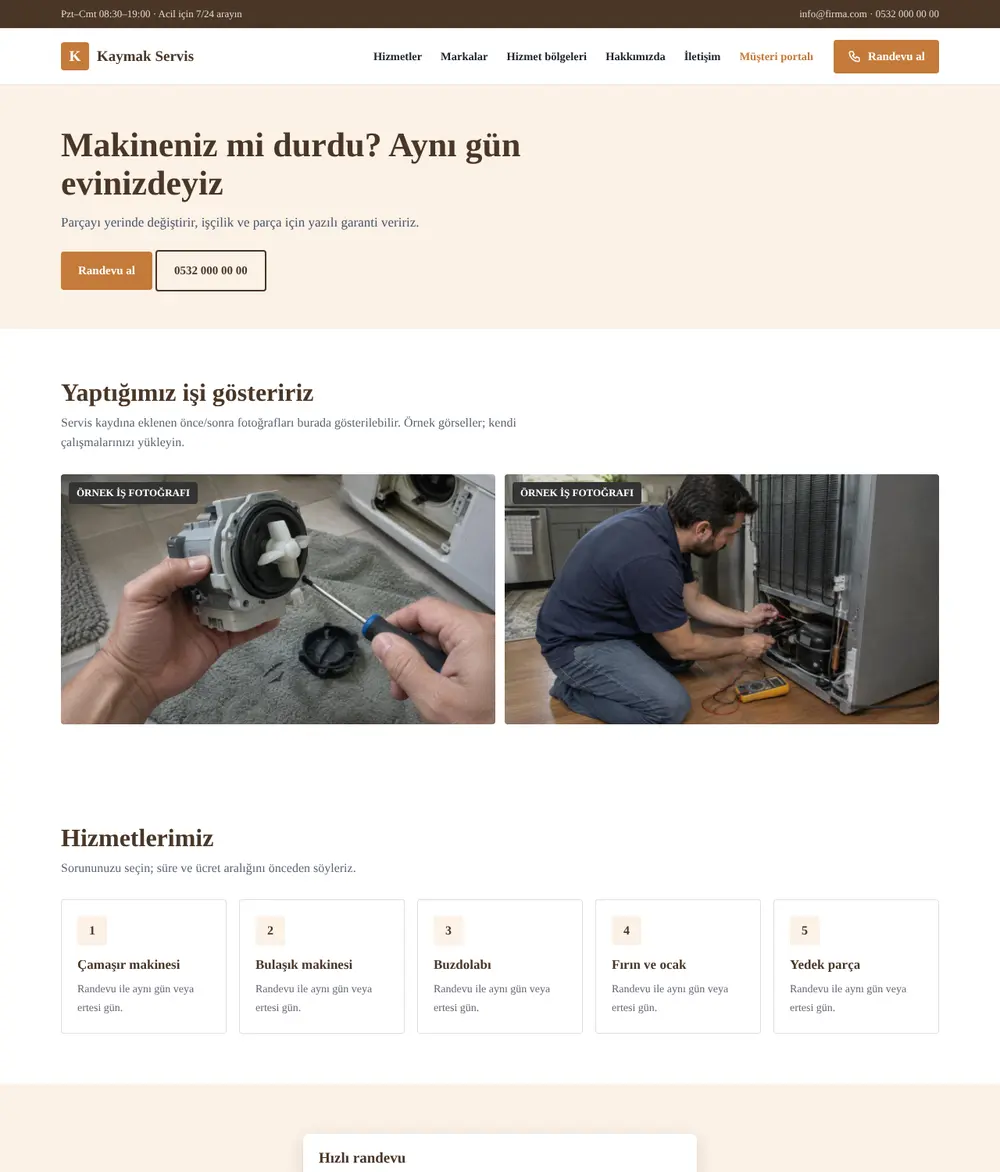 Pzt–Cmt 08:30–19:00 · Acil için 7/24 arayın
info@firma.com · 0532 000 00 00
K
Kaymak Servis
Hizmetler
Markalar
Hizmet bölgeleri
Hakkımızda
İletişim
Müşteri portalı
Randevu al
Makineniz mi durdu? Aynı gün
evinizdeyiz
Parçayı yerinde değiştirir, işçilik ve parça için yazılı garanti veririz.
Randevu al
0532 000 00 00
Yaptığımız işi gösteririz
Servis kaydına eklenen önce/sonra fotoğrafları burada gösterilebilir. Örnek görseller; kendi
çalışmalarınızı yükleyin.
ÖRNEK İŞ FOTOĞRAFI
ÖRNEK İŞ FOTOĞRAFI
Hizmetlerimiz
Sorununuzu seçin; süre ve ücret aralığını önceden söyleriz.
1
Çamaşır makinesi
Randevu ile aynı gün veya
ertesi gün.
2
Bulaşık makinesi
Randevu ile aynı gün veya
ertesi gün.
3
Buzdolabı
Randevu ile aynı gün veya
ertesi gün.
4
Fırın ve ocak
Randevu ile aynı gün veya
ertesi gün.
5
Yedek parça
Randevu ile aynı gün veya
ertesi gün.
Hızlı randevu